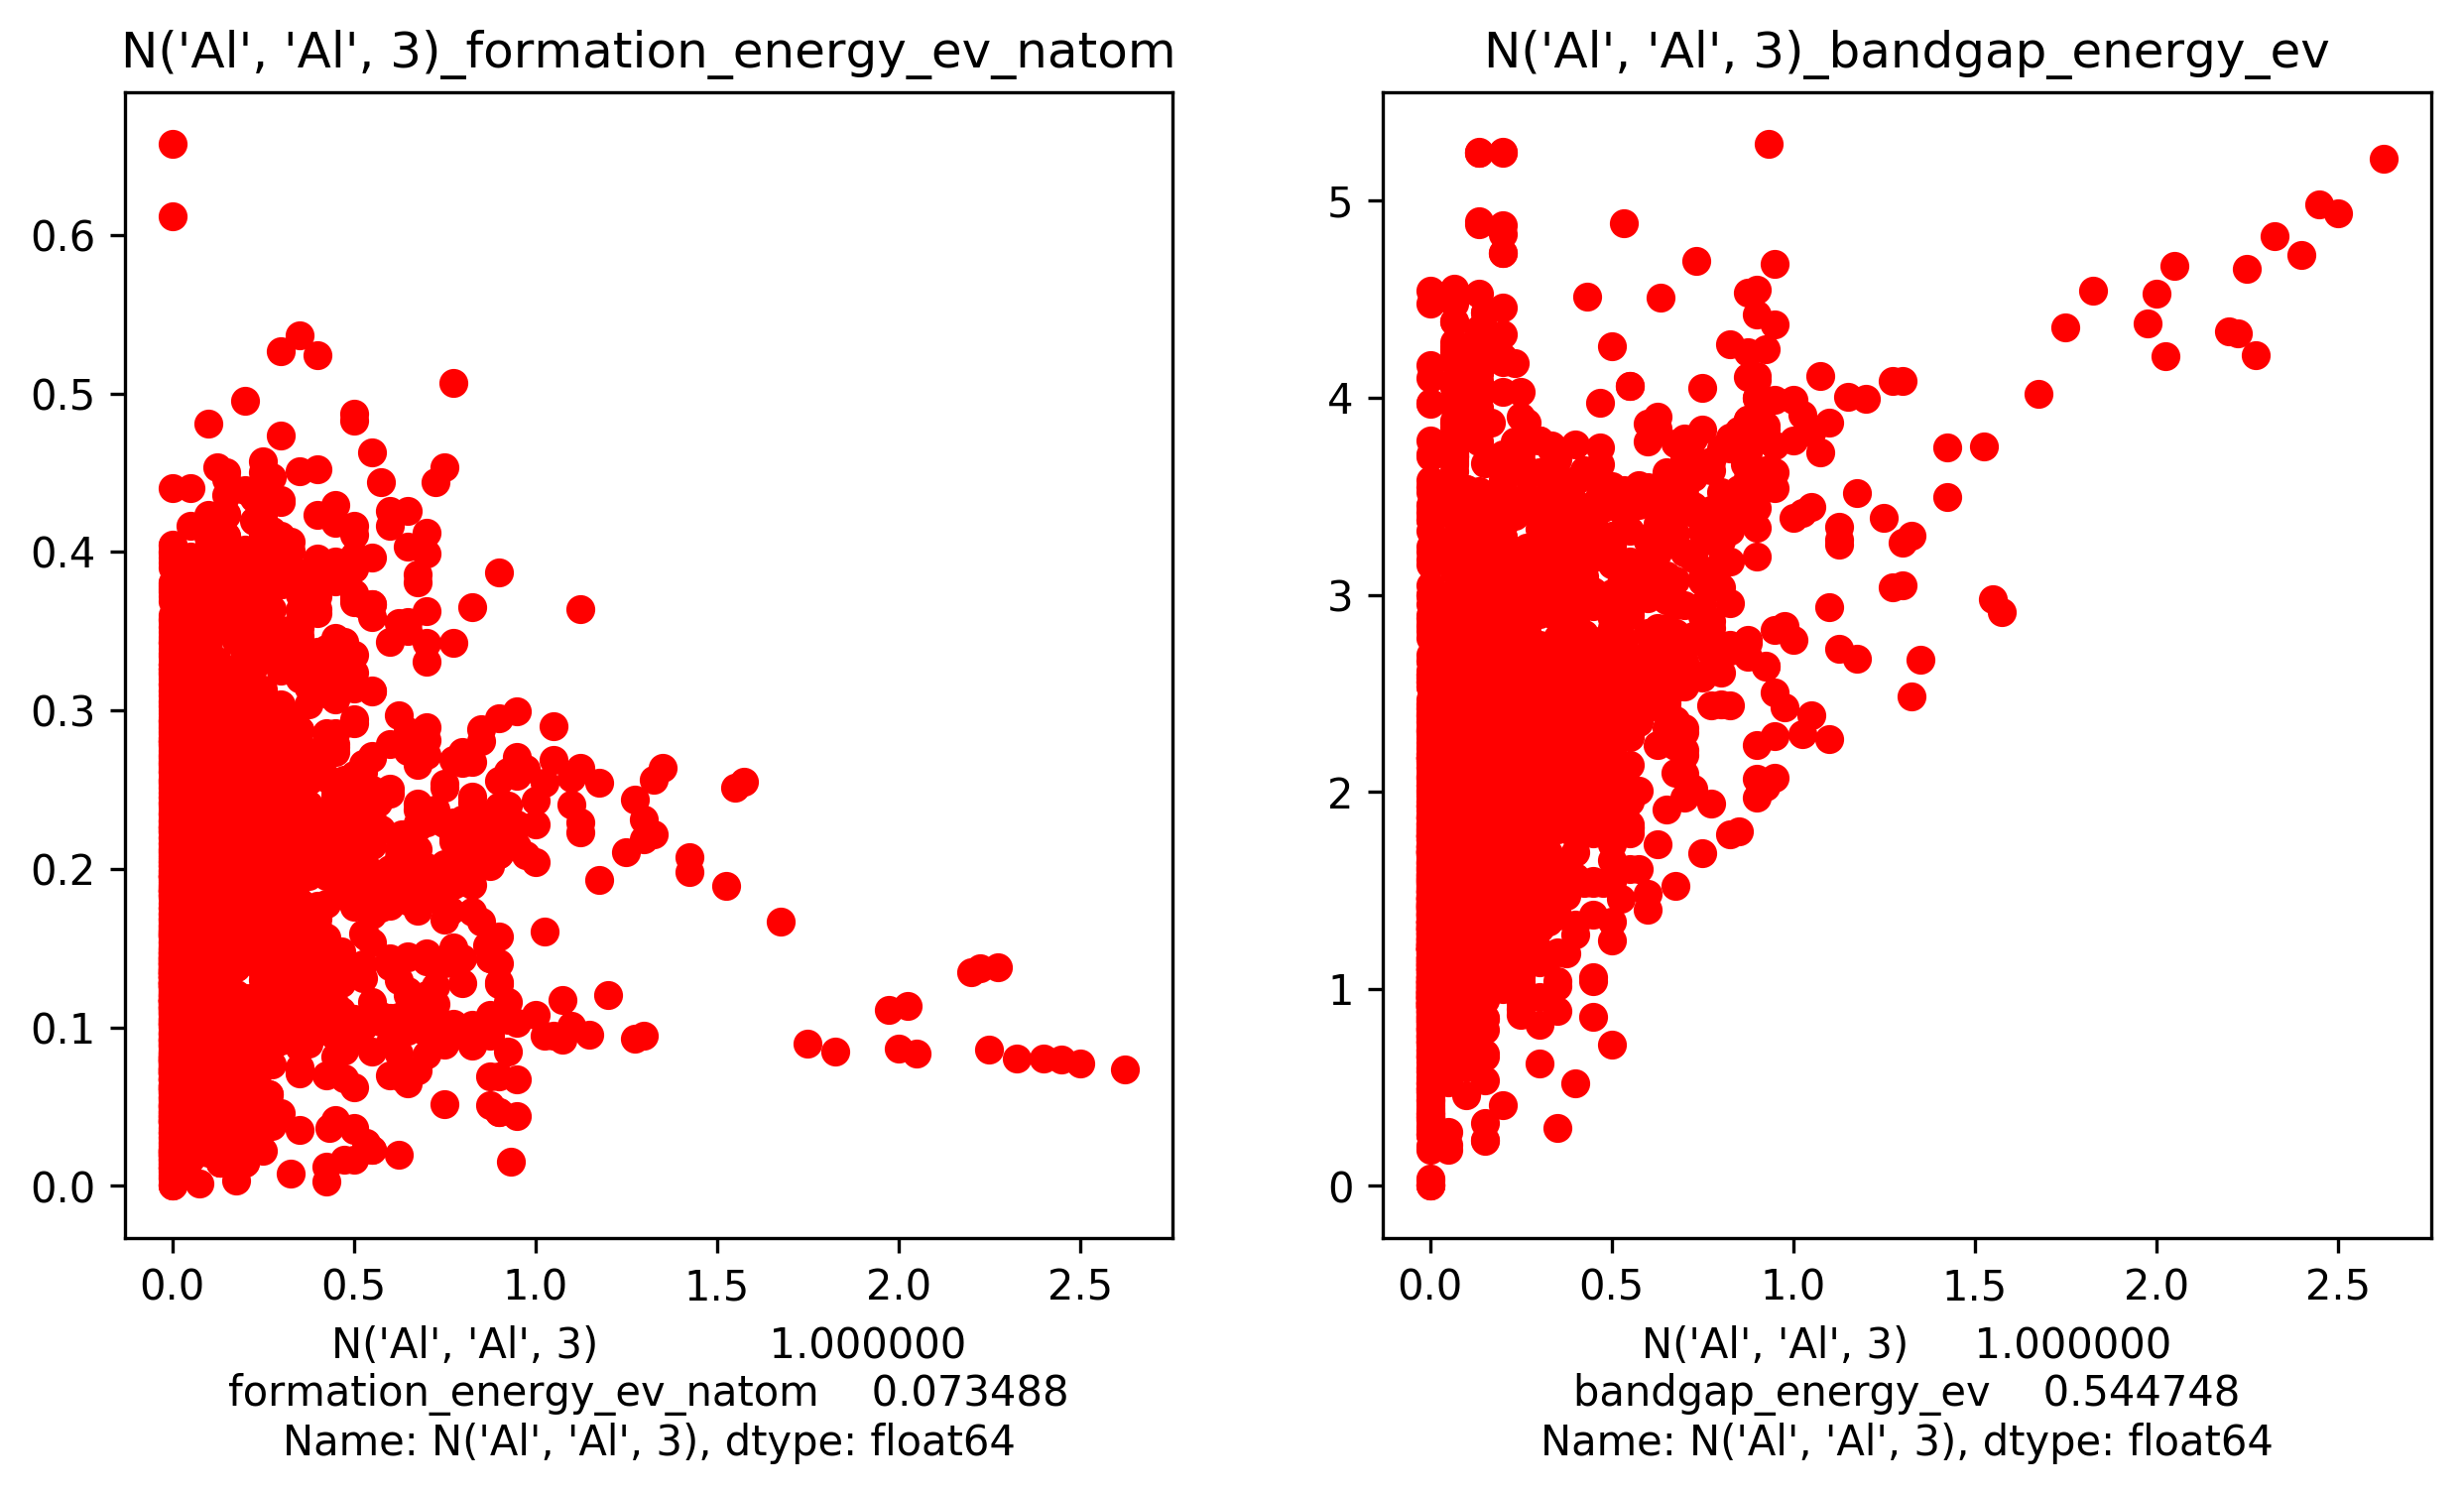 N('Al', 'Al', 3)_formation_energy_ev_natom
0.6
0.5
0.4
0.3
0.2
0.1
0.0
0.0 0.5 1.0 1.5 2.0 2.5
N('Al', 'Al', 3) 1.000000
formation_energy_ev_natom 0.073488
Name: N('Al', 'Al', 3), dtype: float64
N('Al', 'Al', 3)_bandgap_energy_ev
5
4
3
2
1
0
0.0 0.5 1.0 1.5 2.0 2.5
N('Al', 'Al', 3) 1.000000
bandgap_energy_ev 0.544748
Name: N('Al', 'Al', 3), dtype: float64